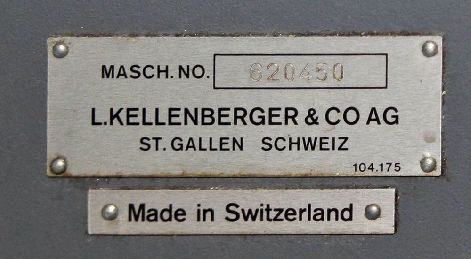 MASCH. NO. 620450
L.KELLENBERGER & CO AG
ST. GALLEN SCHWEIZ
104.175
Made in Switzerland